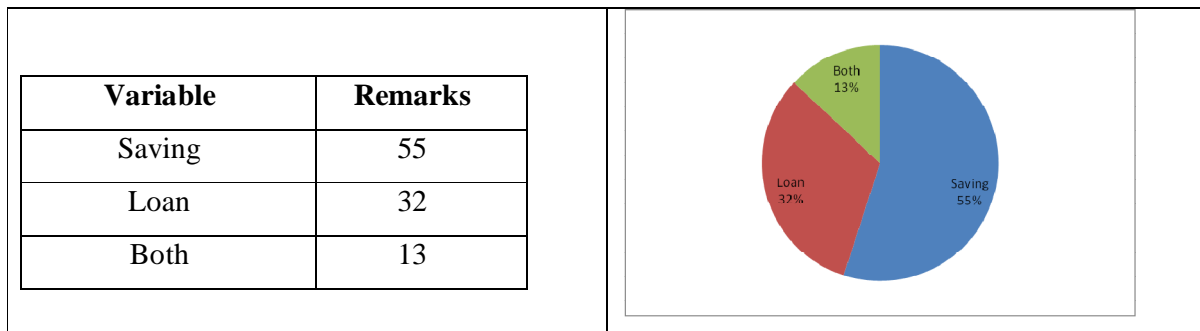 Variable Remarks
Saving 55
Loan 32
Both 13
Both
13%
Loan
32%
Saving
55%